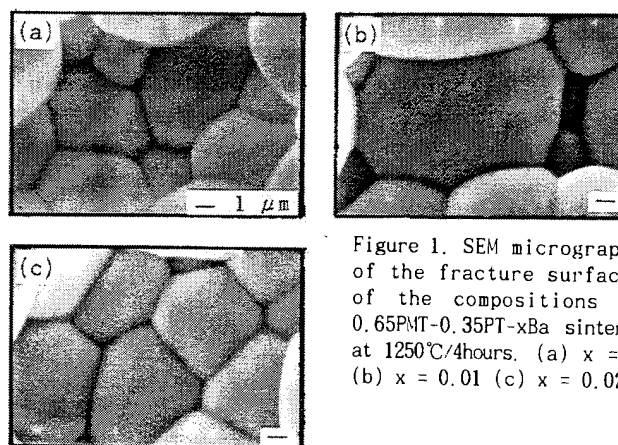 (a)
1 μm
(b)
(c)
Figure 1. SEM micrograp
of the fracture surfac
of the compositions
0.65PMT-0.35PT-xBa sinter
at 1250℃/4hours. (a) x =
(b) x = 0.01 (c) x = 0.02